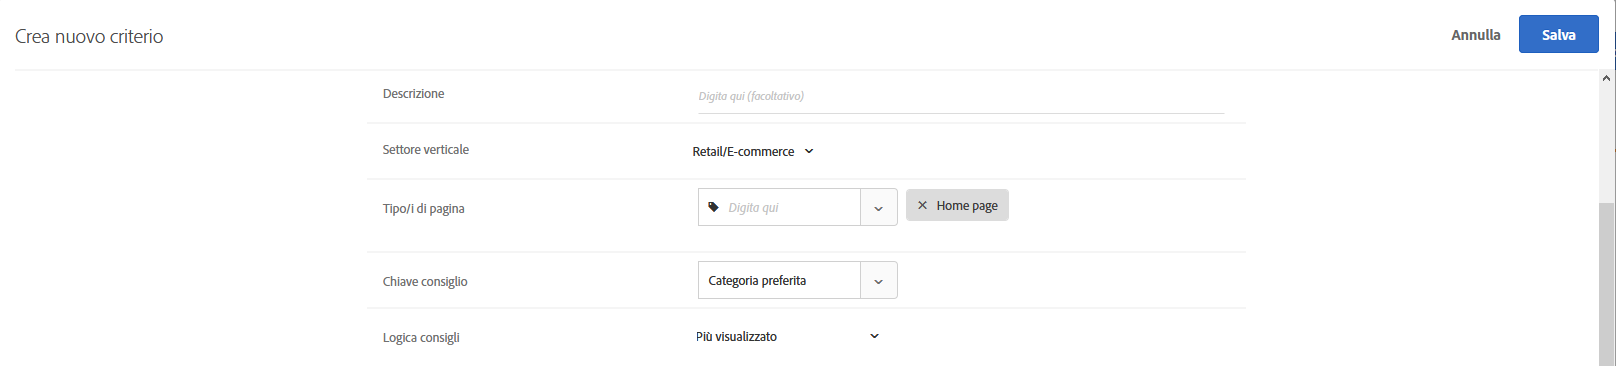 Crea nuovo criterio
Annulla
Salva
Descrizione
Digita qui (facoltativo)
Settore verticale
Retail/E-commerce
Tipo/i di pagina
Digita qui
Home page
Chiave consiglio
Categoria preferita
Logica consigli
Più visualizzato